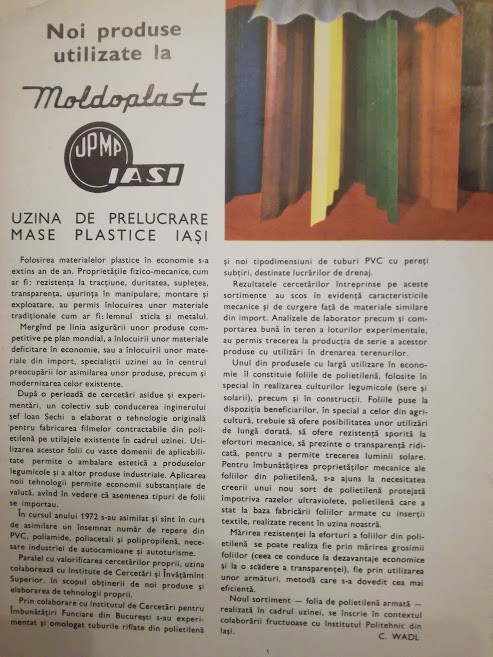 Noi produse
utilizate la
Moldoplast
UPMP
IASI
UZINA DE PRELUCRARE
MASE PLASTICE IAȘI
Folosirea materialelor plastice în economie s-a
extins an de an. Proprietățile fizico-mecanice, cum
ar fi: rezistența la tracțiune, duritatea, suplețea,
transparența, ușurința în manipulare, montare și
exploatare, au permis înlocuirea unor materiale
tradiționale cum ar fi: lemnul sticla și metalul.
Mergînd pe linia asigurării unor produse com-
petitive pe plan mondial, a înlocuirii unor materiale
deficitare în economie, sau a înlocuirii unor mate-
riale din import, specialiștii uzinei au în centrul
preocupării lor asimilarea unor produse, precum și
modernizarea celor existente.
După o perioadă de cercetări asidue și experi-
mentări, un colectiv sub conducerea inginerului
șef Ioan Sechi a elaborat o tehnologie originală
pentru fabricarea filmelor contractabile din poli-
etilenă pe utilajele existente în cadrul uzinei. Uti-
lizarea acestor folii cu vaste domenii de aplicabili-
tate permite o ambalare estetică a produselor
legumicole și a altor produse industriale. Aplicarea
noii tehnologii permite economii substanțiale de
valută, avînd în vedere că asemenea tipuri de folii
se importau.
În cursul anului 1972 s-au asimilat și sînt în curs
de asimilare un însemnat număr de repere din
PVC, poliamide, poliacetali și polipropilenă, nece-
sare industriei de autocamioane și autoturisme.
Paralel cu valorificarea cercetărilor proprii, uzina
colaborează cu Institute de Cercetări și Învățămînt
Superior, în scopul obținerii de noi produse și
elaborarea de tehnologii proprii.
Prin colaborare cu Institutul de Cercetări pentru
Îmbunătățiri Funciare din București s-au experi-
mentat și omologat tuburile riflate din polietilenă
și noi tipodimensiuni de tuburi PVC cu pereți
subțiri, destinate lucrărilor de drenaj.
Rezultatele cercetărilor întreprinse pe aceste
sortimente au scos în evidență caracteristicile
mecanice și de curgere față de materiale similare
din import. Analizele de laborator precum și com-
portarea bună în teren a loturilor experimentale,
au permis trecerea la producția de serie a acestor
produse cu utilizări în drenarea terenurilor.
Unul din produsele cu largă utilizare în econo-
mie îl constituie foliile de polietilenă, folosite în
special în realizarea culturilor legumicole (sere și
solarii), precum și în construcții. Foliile puse la
dispoziția beneficiarilor, în special a celor din agri-
cultură, trebuie să ofere posibilitatea unor utilizări
de lungă dorată, să ofere rezistență sporită la
eforturi mecanice, să prezinte o transparență ridi-
cată, pentru a permite trecerea luminii solare.
Pentru îmbunătățirea proprietăților mecanice ale
foliilor din polietilenă, s-a ajuns la necesitatea
creerii unui nou sort de polietilenă protejată
împotriva razelor ultraviolete, polietilenă care a
stat la baza fabricării foliilor armate cu inserții
textile, realizate recent în uzina noastră.
Mărirea rezistenței la eforturi a foliilor din poli-
etilenă se poate realiza fie prin mărirea grosimii
foliilor (ceea ce conduce la dezavantaje economice
și la o scădere a transparenței), fie prin utilizarea
unor armături, metodă care s-a dovedit cea mai
eficientă.
Noul sortiment — folia de polietilenă armată —
realizată în cadrul uzinei, se înscrie în contextul
colaborării fructuoase cu Institutul Politehnic din
Iași.
C. WADL
1